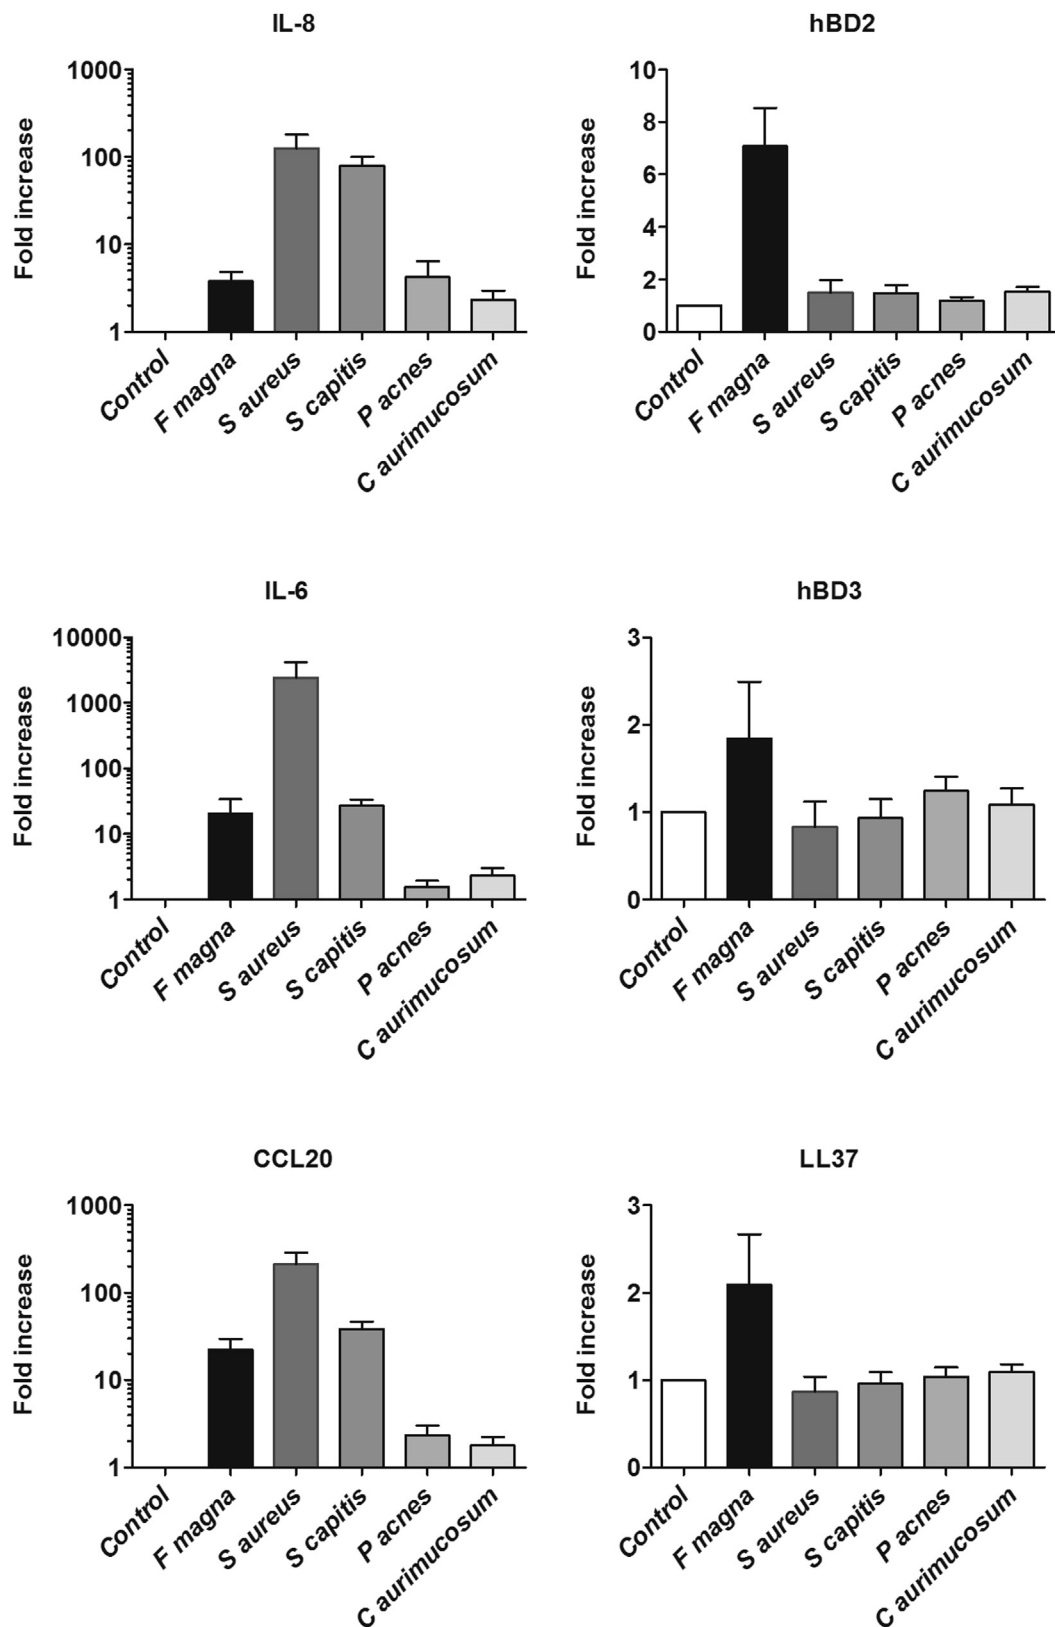 IL-8
Fold increase
1000
100
10
1
Control
F magna
S aureus
S capitis
P acnes
C aurimucosum
hBD2
Fold increase
10
8
6
4
2
0
Control
F magna
S aureus
S capitis
P acnes
C aurimucosum
IL-6
Fold increase
10000
1000
100
10
1
Control
F magna
S aureus
S capitis
P acnes
C aurimucosum
hBD3
Fold increase
3
2
1
0
Control
F magna
S aureus
S capitis
P acnes
C aurimucosum
CCL20
Fold increase
1000
100
10
1
Control
F magna
S aureus
S capitis
P acnes
C aurimucosum
LL37
Fold increase
3
2
1
0
Control
F magna
S aureus
S capitis
P acnes
C aurimucosum